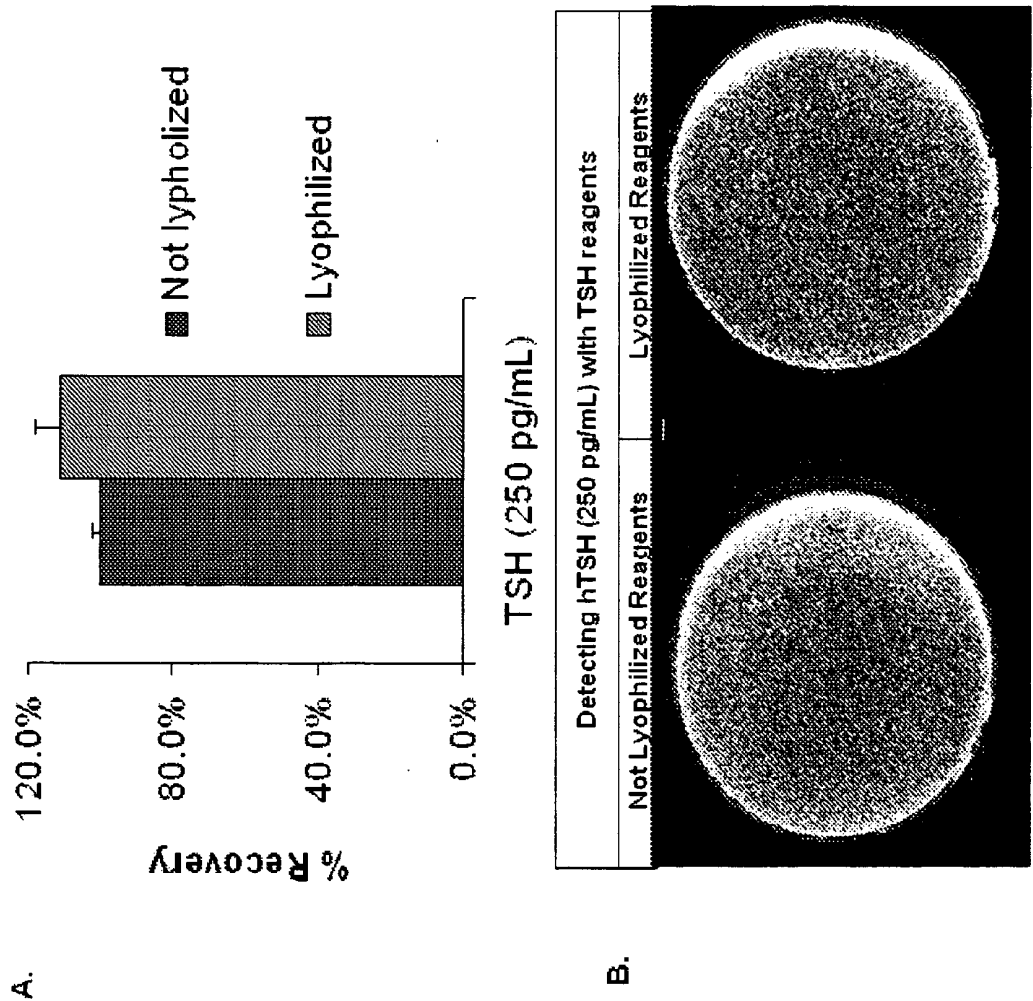 A.
% Recovery
120.0%
80.0%
40.0%
0.0%
Not lypholized
Lyophilized
TSH (250 pg/mL)
B.
Detecting hTSH (250 pg/mL) with TSH reagents
Not Lyophilized Reagents
Lyophilized Reagents